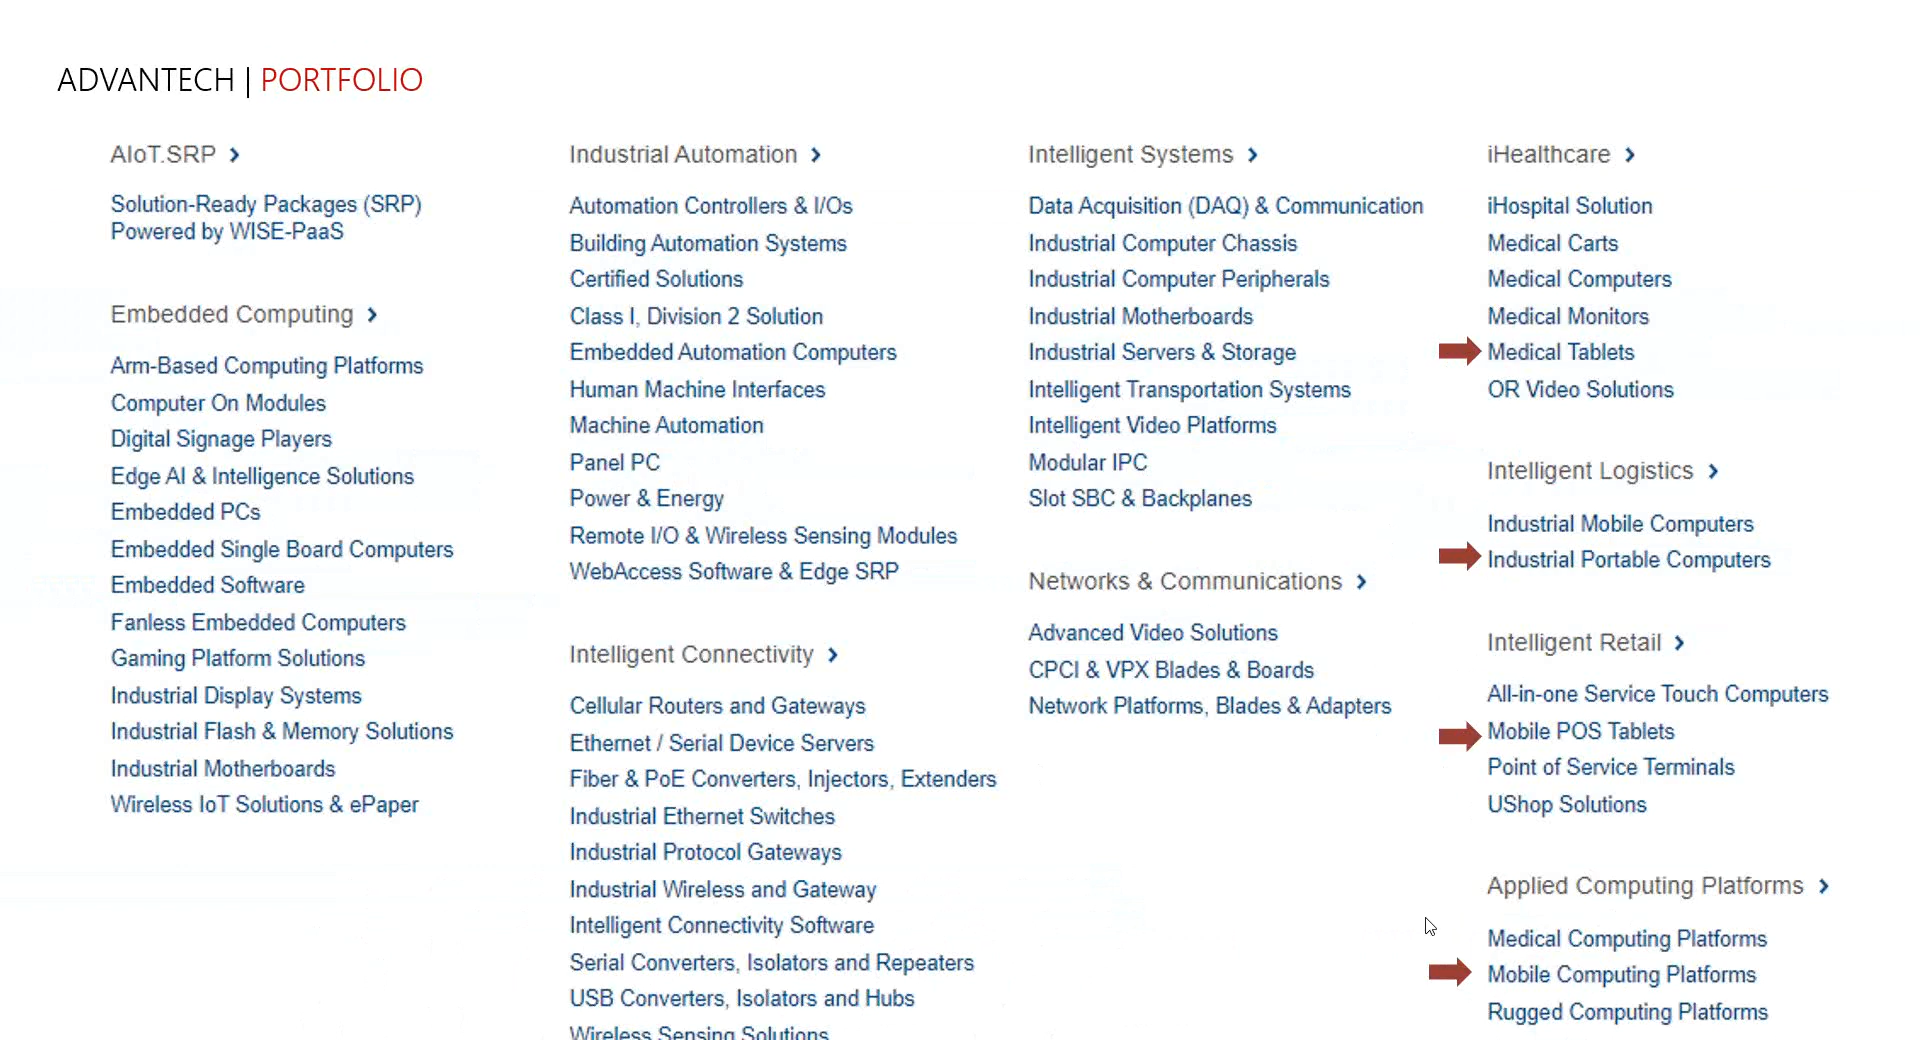 ADVANTECH | PORTFOLIO
AIoT.SRP
Solution-Ready Packages (SRP)
Powered by WISE-PaaS
Embedded Computing
Arm-Based Computing Platforms
Computer On Modules
Digital Signage Players
Edge AI & Intelligence Solutions
Embedded PCs
Embedded Single Board Computers
Embedded Software
Fanless Embedded Computers
Gaming Platform Solutions
Industrial Display Systems
Industrial Flash & Memory Solutions
Industrial Motherboards
Wireless IoT Solutions & ePaper
Industrial Automation
Automation Controllers & I/Os
Building Automation Systems
Certified Solutions
Class I, Division 2 Solution
Embedded Automation Computers
Human Machine Interfaces
Machine Automation
Panel PC
Power & Energy
Remote I/O & Wireless Sensing Modules
WebAccess Software & Edge SRP
Intelligent Connectivity
Cellular Routers and Gateways
Ethernet / Serial Device Servers
Fiber & PoE Converters, Injectors, Extenders
Industrial Ethernet Switches
Industrial Protocol Gateways
Industrial Wireless and Gateway
Intelligent Connectivity Software
Serial Converters, Isolators and Repeaters
USB Converters, Isolators and Hubs
Wireless Sensing Solutions
Intelligent Systems
Data Acquisition (DAQ) & Communication
Industrial Computer Chassis
Industrial Computer Peripherals
Industrial Motherboards
Industrial Servers & Storage
Intelligent Transportation Systems
Intelligent Video Platforms
Modular IPC
Slot SBC & Backplanes
Networks & Communications
Advanced Video Solutions
CPCI & VPX Blades & Boards
Network Platforms, Blades & Adapters
iHealthcare
iHospital Solution
Medical Carts
Medical Computers
Medical Monitors
Medical Tablets
OR Video Solutions
Intelligent Logistics
Industrial Mobile Computers
Industrial Portable Computers
Intelligent Retail
All-in-one Service Touch Computers
Mobile POS Tablets
Point of Service Terminals
UShop Solutions
Applied Computing Platforms
Medical Computing Platforms
Mobile Computing Platforms
Rugged Computing Platforms